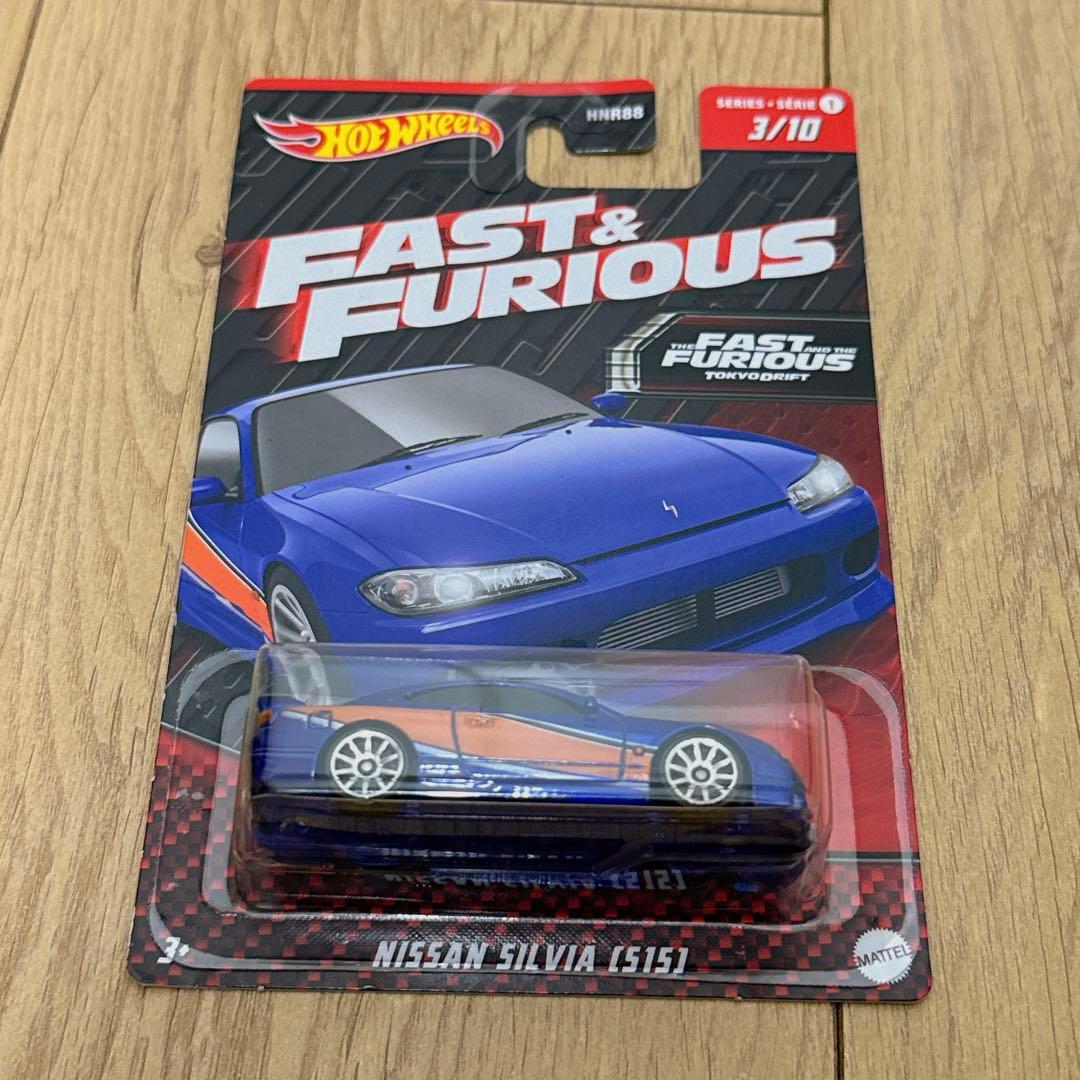 HOT WHEELS
HNR88
SERIES • SÉRIE 1
3/10
FAST &
FURIOUS
THE FAST AND THE
FURIOUS
TOKYO DRIFT
NISSAN SILVIA (S15)
3+
MATTEL